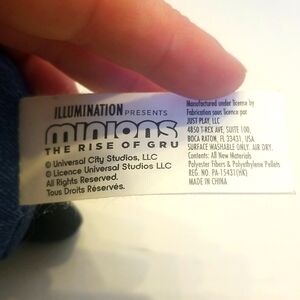 ILLUMINATION PRESENTS
minions
THE RISE OF GRU
© Universal City Studios, LLC
© Licence Universal Studios LLC
All Rights Reserved.
Tous Droits Réservés.
Manufactured under license by
Fabrication sous licence par
JUST PLAY, LLC
4850 T-REX AVE, SUITE 100,
BOCA RATON, FL 33431, USA
SURFACE WASHABLE ONLY. AIR DRY.
Contents: All New Materials
Polyester Fibers & Polyethylene Pellets
REG. NO. PA-15431(HK)
MADE IN CHINA